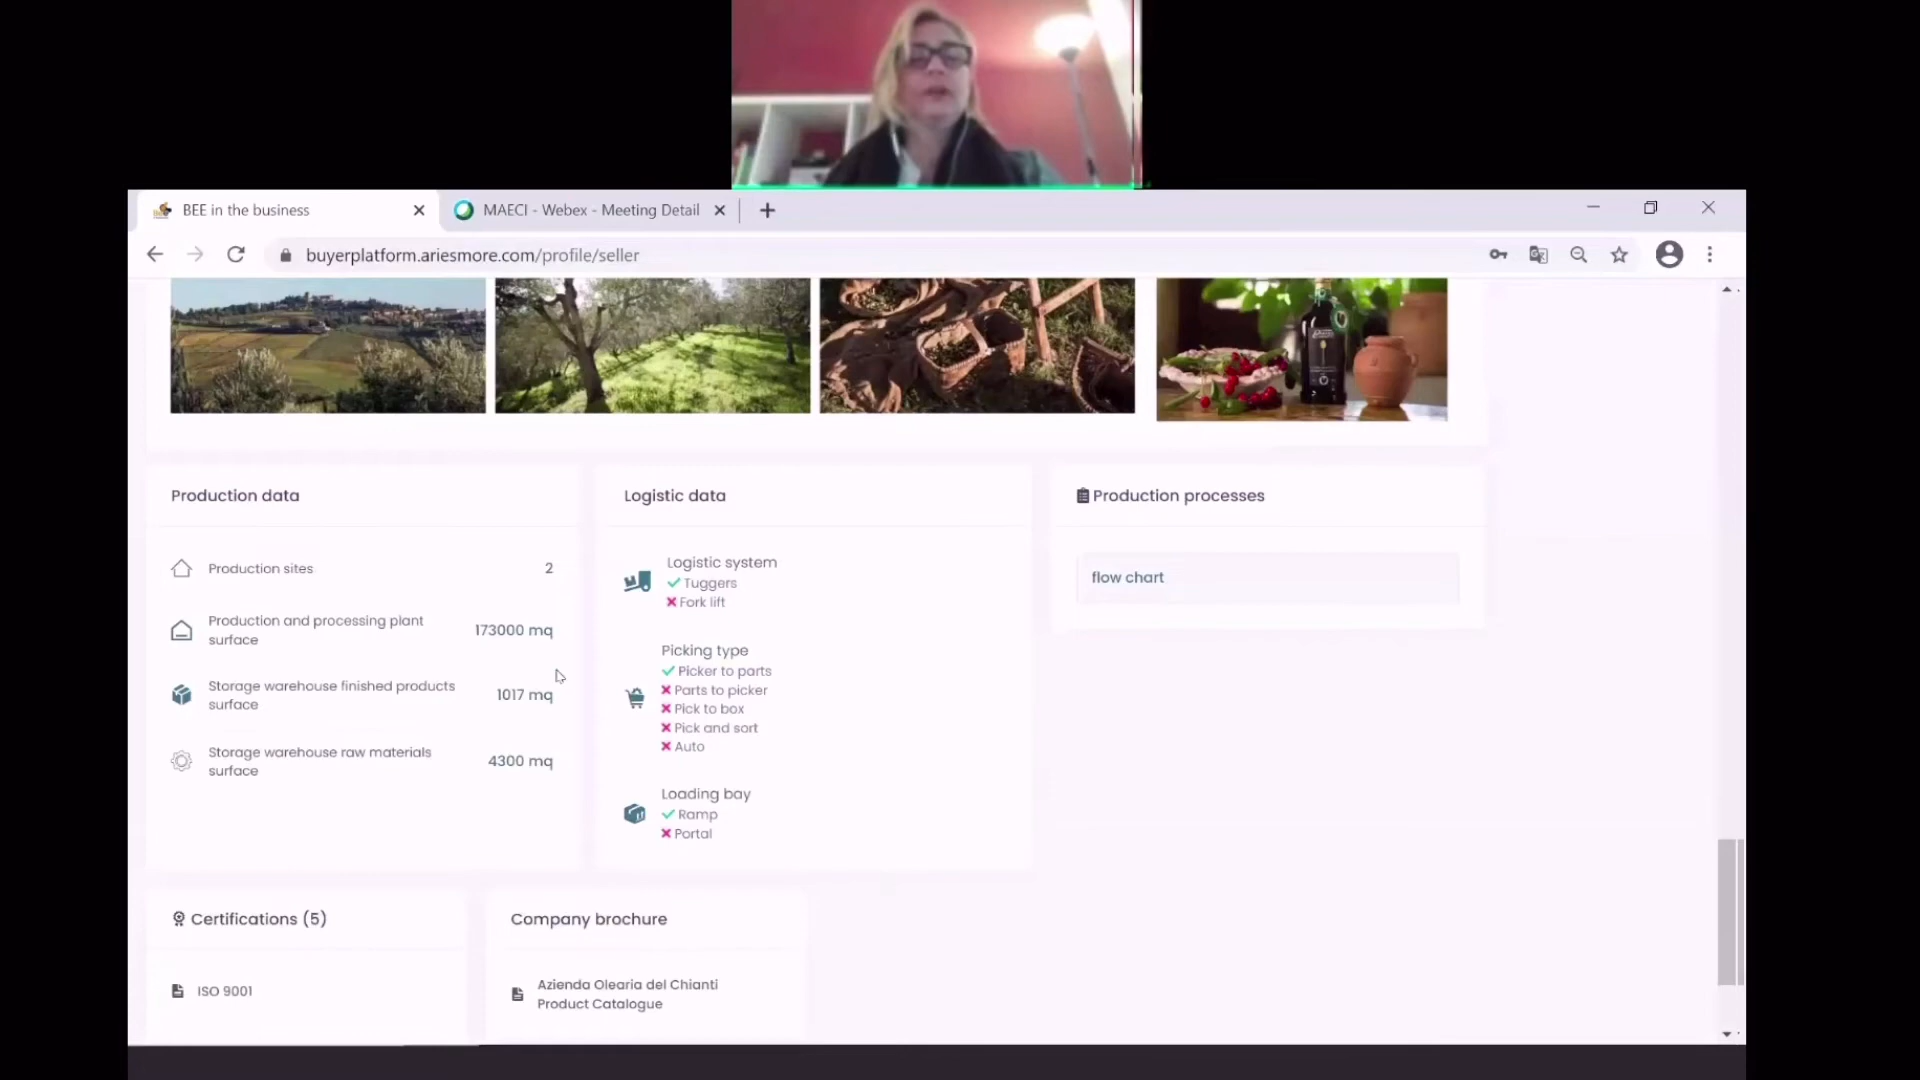 BEE in the business
MAECI - Webex - Meeting Detail
buyerplatform.ariesmore.com/profile/seller
Production data
Production sites 2
Production and processing plant
surface
173000 mq
Storage warehouse finished products
surface
1017 mq
Storage warehouse raw materials
surface
4300 mq
Logistic data
Logistic system
Tuggers
Fork lift
Picking type
Picker to parts
Parts to picker
Pick to box
Pick and sort
Auto
Loading bay
Ramp
Portal
Production processes
flow chart
Certifications (5)
ISO 9001
Company brochure
Azienda Olearia del Chianti
Product Catalogue